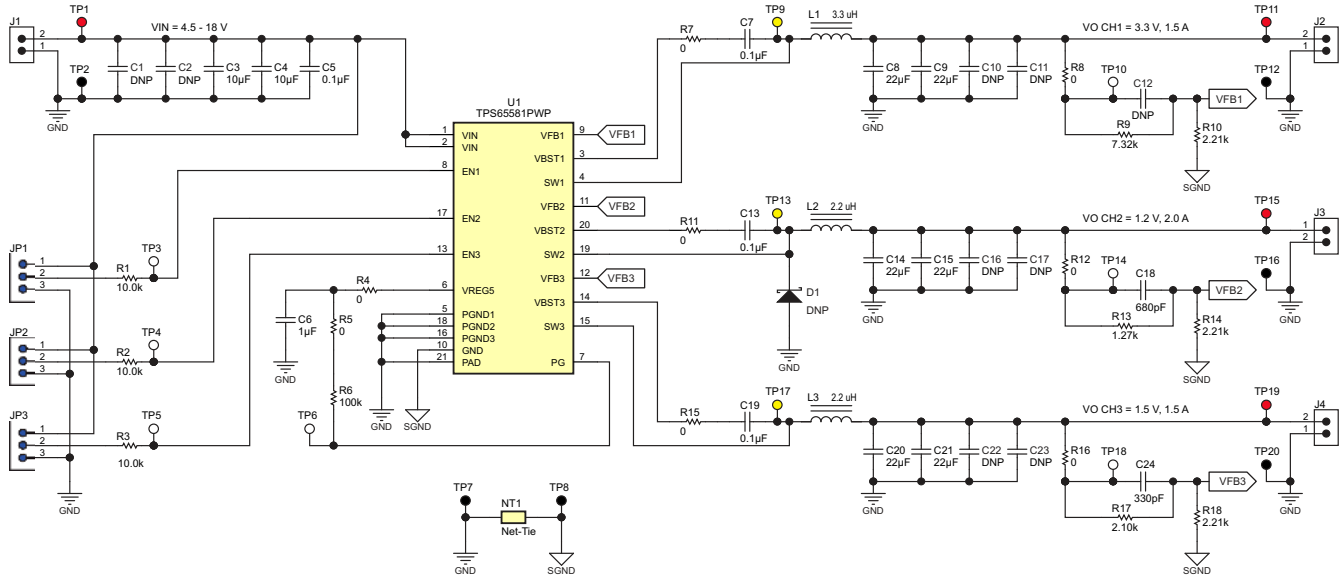 J1
2
1
TP1
TP2
VIN = 4.5 - 18 V
C1
DNP
C2
DNP
C3
10µF
C4
10µF
C5
0.1µF
GND
GND
U1
TPS65581PWP
1
VIN
2
VIN
8
EN1
17
EN2
13
EN3
6
VREG5
5
PGND1
18
PGND2
16
PGND3
10
GND
21
PAD
VFB1
9
VFB1
VBST1
3
SW1
4
VFB2
11
VFB2
VBST2
20
SW2
19
VFB3
12
VFB3
VBST3
14
SW3
15
PG
7
JP1
1
2
3
R1
10.0k
TP3
JP2
1
2
3
R2
10.0k
TP4
JP3
1
2
3
R3
10.0k
TP5
GND
C6
1µF
GND
R4
0
R5
0
R6
100k
TP6
GND
SGND
TP7
NT1
Net-Tie
TP8
GND
SGND
R7
0
C7
0.1µF
TP9
L1
3.3 uH
C8
22µF
C9
22µF
C10
DNP
C11
DNP
GND
VO CH1 = 3.3 V, 1.5 A
R8
0
TP10
C12
DNP
R9
7.32k
R10
2.21k
VFB1
SGND
TP11
TP12
J2
2
1
GND
R11
0
C13
0.1µF
TP13
L2
2.2 uH
D1
DNP
GND
C14
22µF
C15
22µF
C16
DNP
C17
DNP
GND
VO CH2 = 1.2 V, 2.0 A
R12
0
TP14
C18
680pF
R13
1.27k
R14
2.21k
VFB2
SGND
TP15
TP16
J3
2
1
GND
R15
0
C19
0.1µF
TP17
L3
2.2 uH
C20
22µF
C21
22µF
C22
DNP
C23
DNP
GND
VO CH3 = 1.5 V, 1.5 A
R16
0
TP18
C24
330pF
R17
2.10k
R18
2.21k
VFB3
SGND
TP19
TP20
J4
2
1
GND